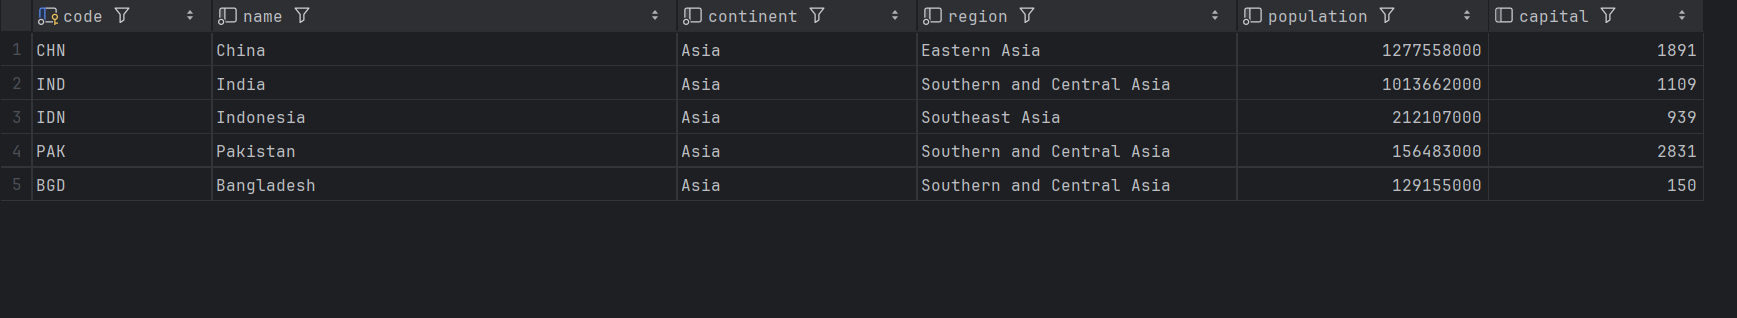 code name continent region population capital
1 CHN China Asia Eastern Asia 1277558000 1891
2 IND India Asia Southern and Central Asia 1013662000 1109
3 IDN Indonesia Asia Southeast Asia 212107000 939
4 PAK Pakistan Asia Southern and Central Asia 156483000 2831
5 BGD Bangladesh Asia Southern and Central Asia 129155000 150